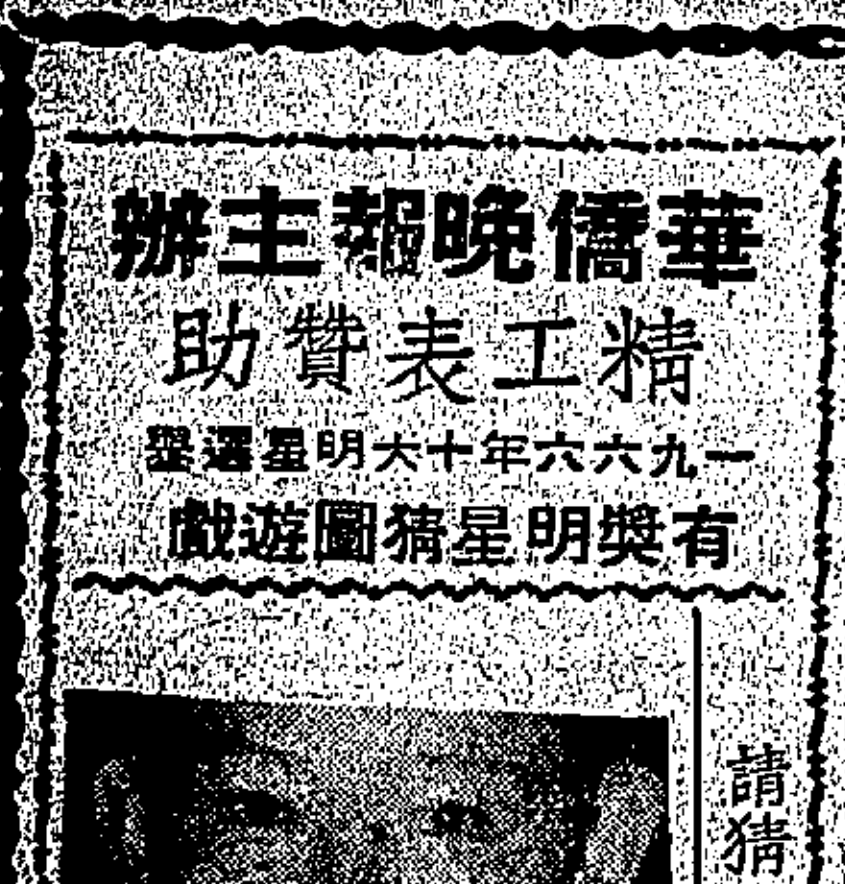 華僑晚報主辦
精工表贊助
一九六六年十大明星選舉
有獎明星猜圖遊戲
請猜